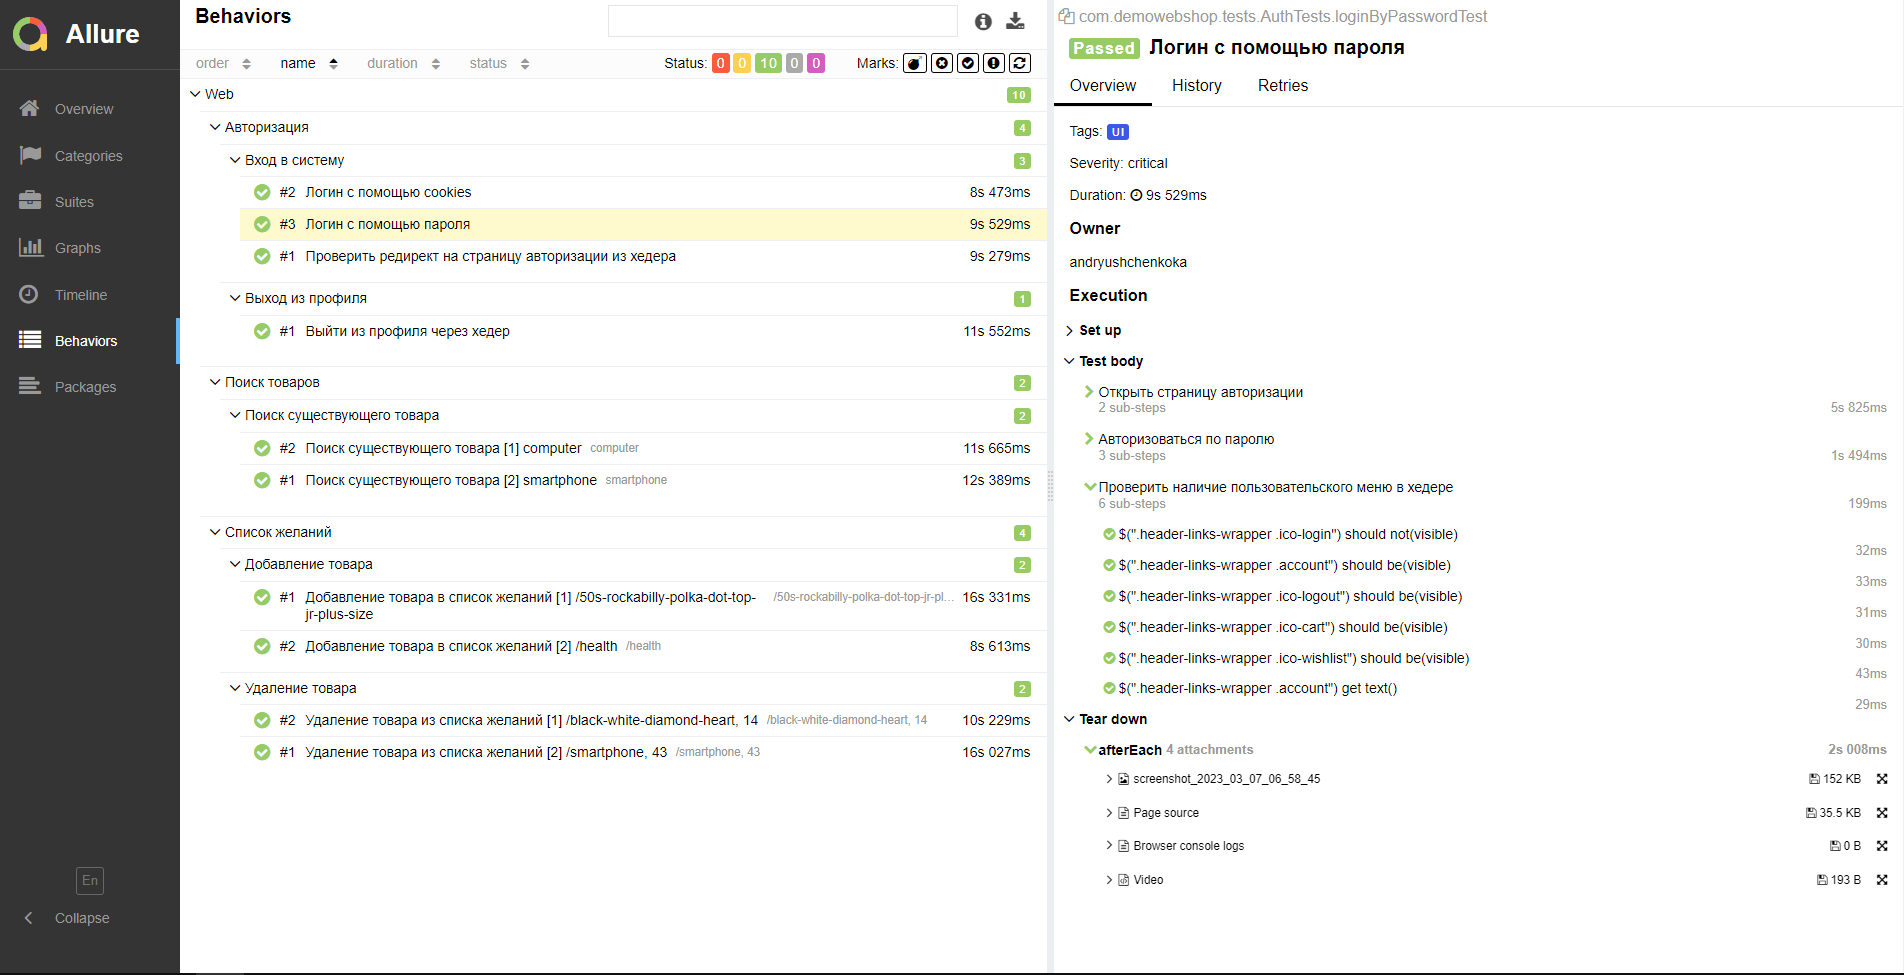 Allure
Overview
Categories
Suites
Graphs
Timeline
Behaviors
Packages
En
Collapse
Behaviors
order name duration status Status: 0 0 10 0 0 Marks:
Web 10
Авторизация 4
Вход в систему 3
#2 Логин с помощью cookies 8s 473ms
#3 Логин с помощью пароля 9s 529ms
#1 Проверить редирект на страницу авторизации из хедера 9s 279ms
Выход из профиля 1
#1 Выйти из профиля через хедер 11s 552ms
Поиск товаров 2
Поиск существующего товара 2
#2 Поиск существующего товара [1] computer computer 11s 665ms
#1 Поиск существующего товара [2] smartphone smartphone 12s 389ms
Список желаний 4
Добавление товара 2
#1 Добавление товара в список желаний [1] /50s-rockabilly-polka-dot-top- /50s-rockabilly-polka-dot-top-jr-pl... 16s 331ms
jr-plus-size
#2 Добавление товара в список желаний [2] /health /health 8s 613ms
Удаление товара 2
#2 Удаление товара из списка желаний [1] /black-white-diamond-heart, 14 /black-white-diamond-heart, 14 10s 229ms
#1 Удаление товара из списка желаний [2] /smartphone, 43 /smartphone, 43 16s 027ms
com.demowebshop.tests.AuthTests.loginByPasswordTest
Passed Логин с помощью пароля
Overview History Retries
Tags: UI
Severity: critical
Duration: 9s 529ms
Owner
andryushchenkoka
Execution
Set up
Test body
Открыть страницу авторизации
2 sub-steps 5s 825ms
Авторизоваться по паролю
3 sub-steps 1s 494ms
Проверить наличие пользовательского меню в хедере
6 sub-steps 199ms
$(".header-links-wrapper .ico-login") should not(visible)
32ms
$(".header-links-wrapper .account") should be(visible)
33ms
$(".header-links-wrapper .ico-logout") should be(visible)
31ms
$(".header-links-wrapper .ico-cart") should be(visible)
30ms
$(".header-links-wrapper .ico-wishlist") should be(visible)
43ms
$(".header-links-wrapper .account") get text()
29ms
Tear down
afterEach 4 attachments 2s 008ms
screenshot_2023_03_07_06_58_45 152 KB
Page source 35.5 KB
Browser console logs 0 B
Video 193 B